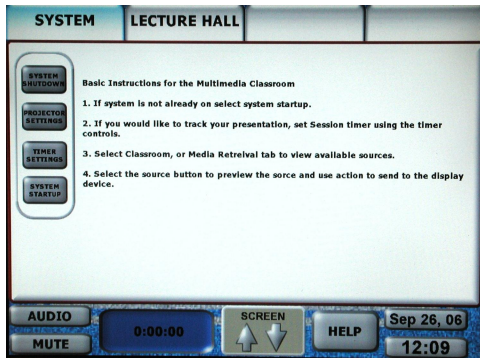 SYSTEM
LECTURE HALL
SYSTEM
SHUTDOWN
PROJECTOR
SETTINGS
TIMER
SETTINGS
SYSTEM
STARTUP
Basic Instructions for the Multimedia Classroom
1. If system is not already on select system startup.
2. If you would like to track your presentation, set Session timer using the timer
controls.
3. Select Classroom, or Media Retreival tab to view available sources.
4. Select the source button to preview the sorce and use action to send to the display
device.
AUDIO
MUTE
0:00:00
SCREEN
HELP
Sep 26, 06
12:09